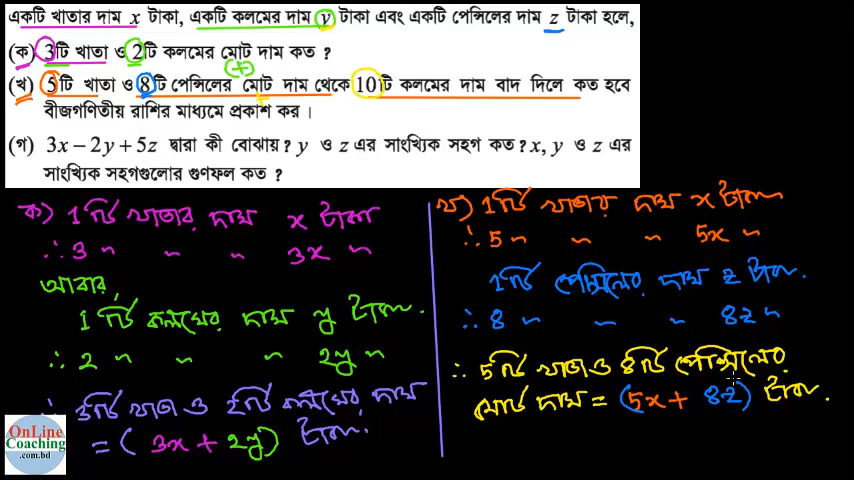 একটি খাতার দাম x টাকা, একটি কলমের দাম y টাকা এবং একটি পেন্সিলের দাম z টাকা হলে,
(ক) 3টি খাতা ও 2টি কলমের মোট দাম কত ?
(+)
(খ) 5টি খাতা ও 8টি পেন্সিলের মোট দাম থেকে 10টি কলমের দাম বাদ দিলে কত হবে
বীজগণিতীয় রাশির মাধ্যমে প্রকাশ কর ।
(গ) 3x − 2y + 5z দ্বারা কী বোঝায়? y ও z এর সাংখ্যিক সহগ কত ? x, y ও z এর
সাংখ্যিক সহগগুলোর গুণফল কত ?
ক) 1টি খাতার দাম x টাকা
∴ 3 " " " 3x "
আবার,
1টি কলমের দাম y টাকা.
∴ 2 " " " 2y "
∴ 3টি খাতা ও 2টি কলমের দাম
= ( 3x + 2y) টাকা.
খ) 1টি খাতার দাম x টাকা
∴ 5 " " " 5x "
1টি পেন্সিলের দাম z টাকা.
∴ 8 " " " 8z "
∴ 5টি খাতা ও 8টি পেন্সিলের
মোট দাম = (5x + 8z) টাকা.
OnLine
Coaching
.com.bd